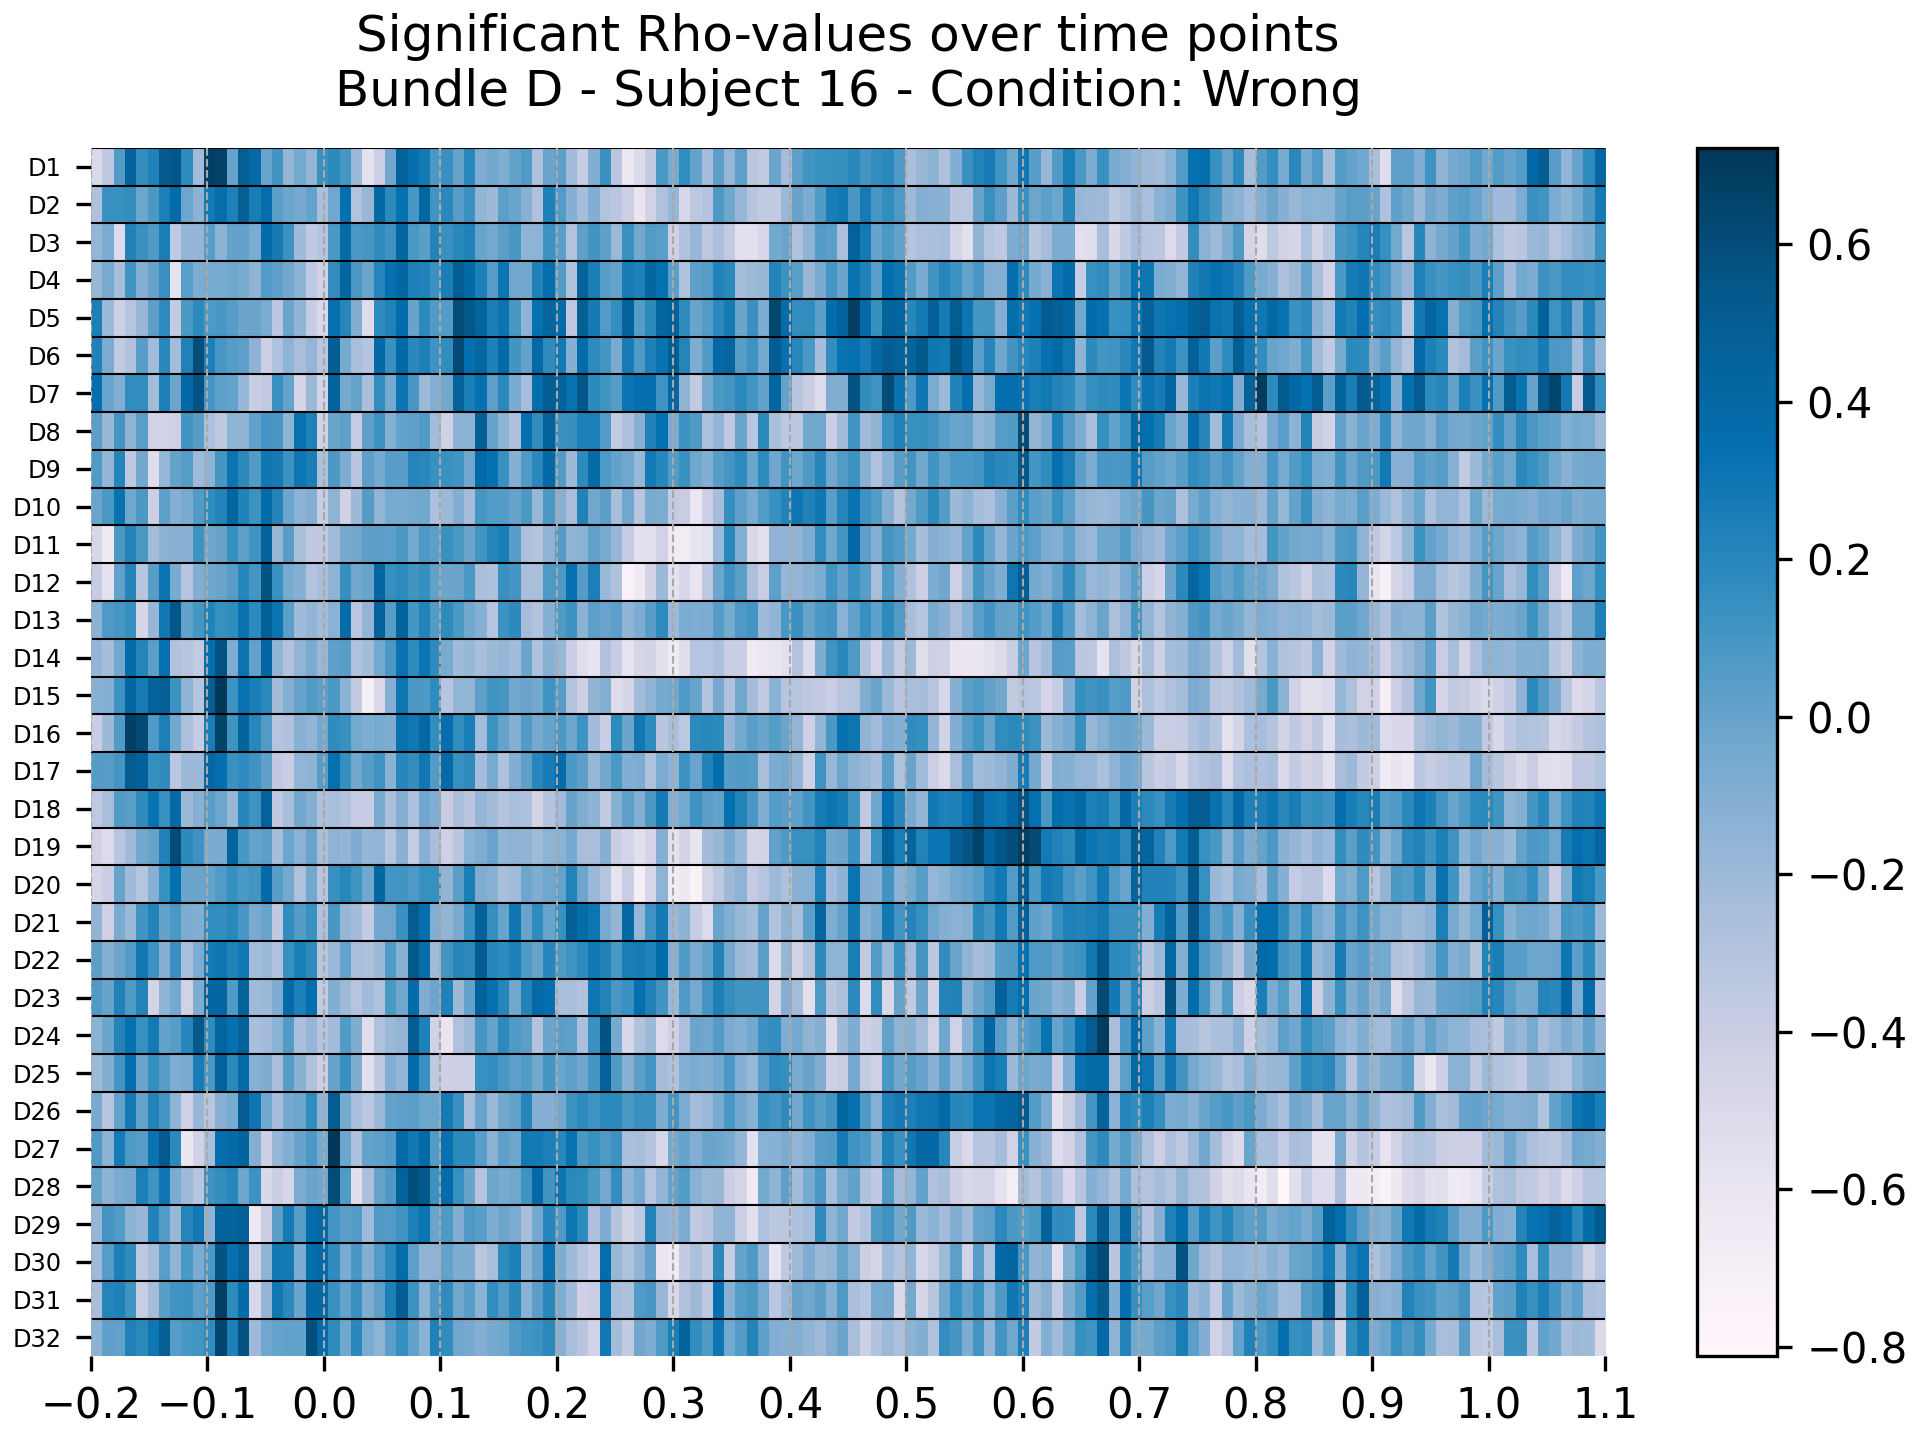 Significant Rho-values over time points
Bundle D - Subject 16 - Condition: Wrong
D1
D2
D3
D4
D5
D6
D7
D8
D9
D10
D11
D12
D13
D14
D15
D16
D17
D18
D19
D20
D21
D22
D23
D24
D25
D26
D27
D28
D29
D30
D31
D32
−0.2 −0.1 0.0 0.1 0.2 0.3 0.4 0.5 0.6 0.7 0.8 0.9 1.0 1.1
0.6
0.4
0.2
0.0
−0.2
−0.4
−0.6
−0.8